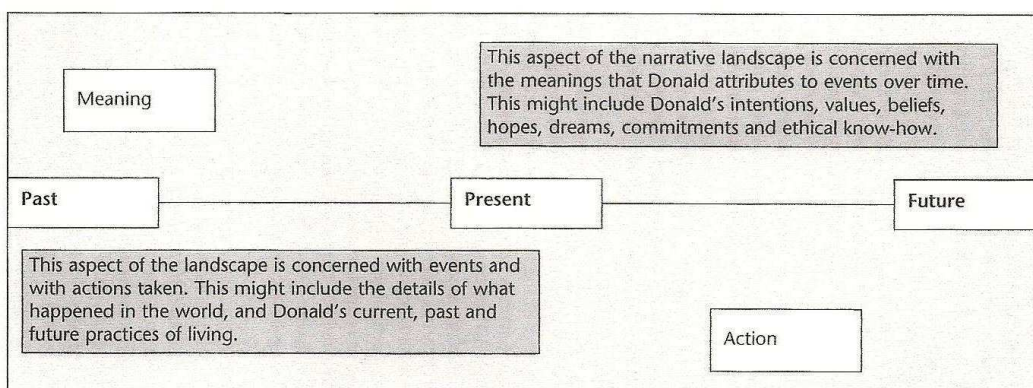 This aspect of the narrative landscape is concerned with
the meanings that Donald attributes to events over time.
This might include Donald's intentions, values, beliefs,
hopes, dreams, commitments and ethical know-how.
Meaning
Past
Present
Future
This aspect of the landscape is concerned with events and
with actions taken. This might include the details of what
happened in the world, and Donald's current, past and
future practices of living.
Action